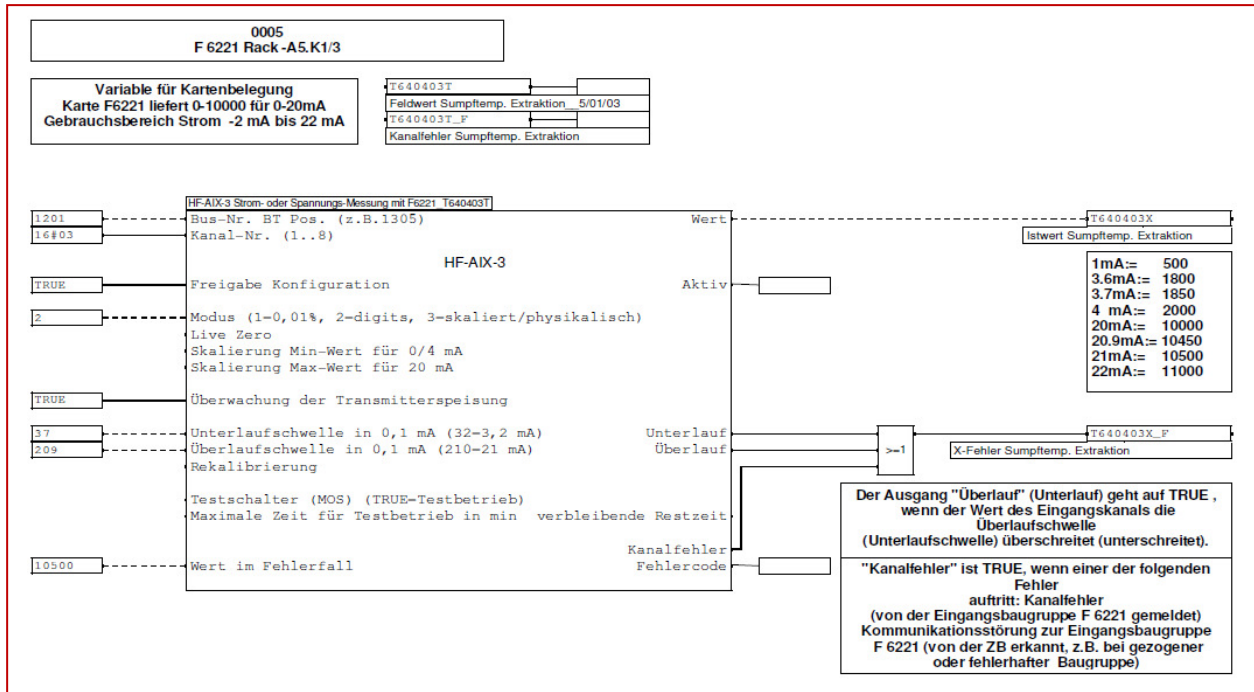 0005
F 6221 Rack -A5.K1/3
Variable für Kartenbelegung
Karte F6221 liefert 0-10000 für 0-20mA
Gebrauchsbereich Strom -2 mA bis 22 mA
T640403T
Feldwert Sumpftemp. Extraktion__5/01/03
T640403T_F
Kanalfehler Sumpftemp. Extraktion
HF-AIX-3 Strom- oder Spannungs-Messung mit F6221_T640403T
1201
Bus-Nr. BT Pos. (z.B.1305)
Wert
T640403X
16#03
Kanal-Nr. (1..8)
Istwert Sumpftemp. Extraktion
HF-AIX-3
TRUE
Freigabe Konfiguration
Aktiv
1mA:= 500
3.6mA:= 1800
3.7mA:= 1850
4 mA:= 2000
20mA:= 10000
20.9mA:= 10450
21mA:= 10500
22mA:= 11000
2
Modus (1=0,01%, 2=digits, 3=skaliert/physikalisch)
Live Zero
Skalierung Min-Wert für 0/4 mA
Skalierung Max-Wert für 20 mA
TRUE
Überwachung der Transmitterspeisung
37
Unterlaufschwelle in 0,1 mA (32=3,2 mA)
Unterlauf
T640403X_F
209
Überlaufschwelle in 0,1 mA (210=21 mA)
Überlauf
>=1
X-Fehler Sumpftemp. Extraktion
Rekalibrierung
Testschalter (MOS) (TRUE=Testbetrieb)
Maximale Zeit für Testbetrieb in min verbleibende Restzeit
Kanalfehler
10500
Wert im Fehlerfall
Fehlercode
Der Ausgang "Überlauf" (Unterlauf) geht auf TRUE ,
wenn der Wert des Eingangskanals die
Überlaufschwelle
(Unterlaufschwelle) überschreitet (unterschreitet).
"Kanalfehler" ist TRUE, wenn einer der folgenden
Fehler
auftritt: Kanalfehler
(von der Eingangsbaugruppe F 6221 gemeldet)
Kommunikationsstörung zur Eingangsbaugruppe
F 6221 (von der ZB erkannt, z.B. bei gezogener
oder fehlerhafter Baugruppe)